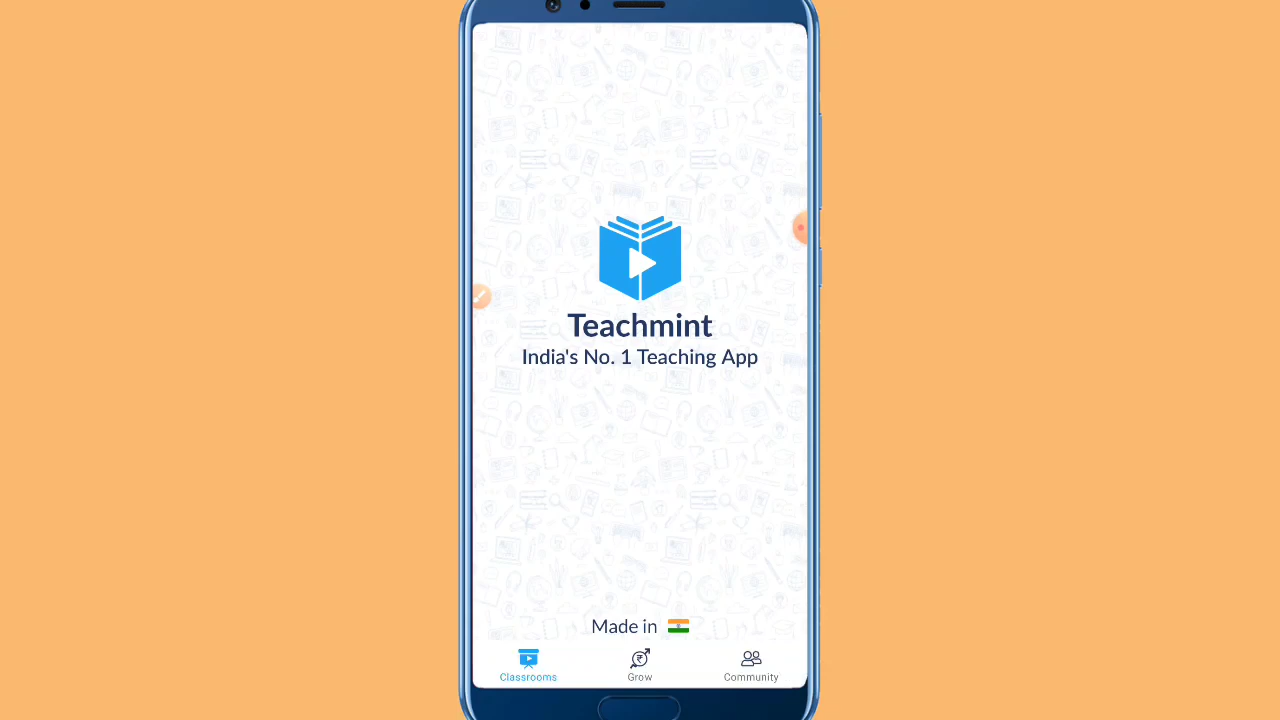 Teachmint
India's No. 1 Teaching App
Made in
Classrooms
Grow
Community